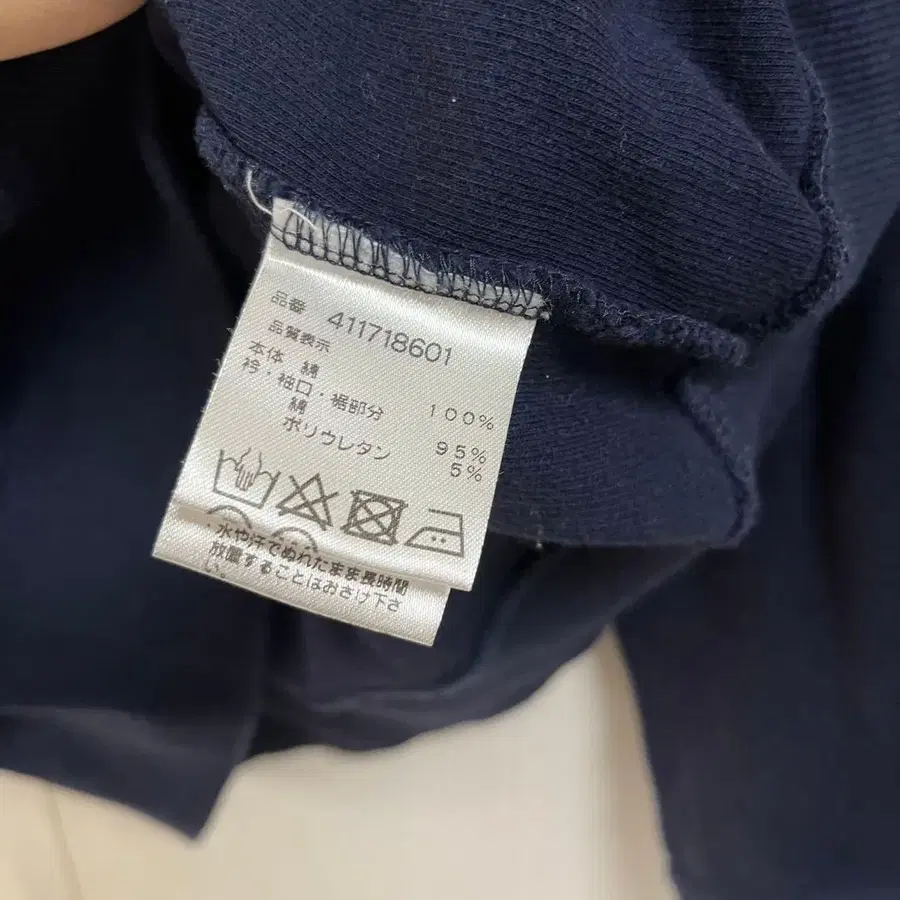 品番 411718601
品質表示
本体 綿 100%
衿・袖口・裾部分
綿 95%
ポリウレタン 5%
・水や汗でぬれたまま長時間
放置することはおさけ下さ
い。